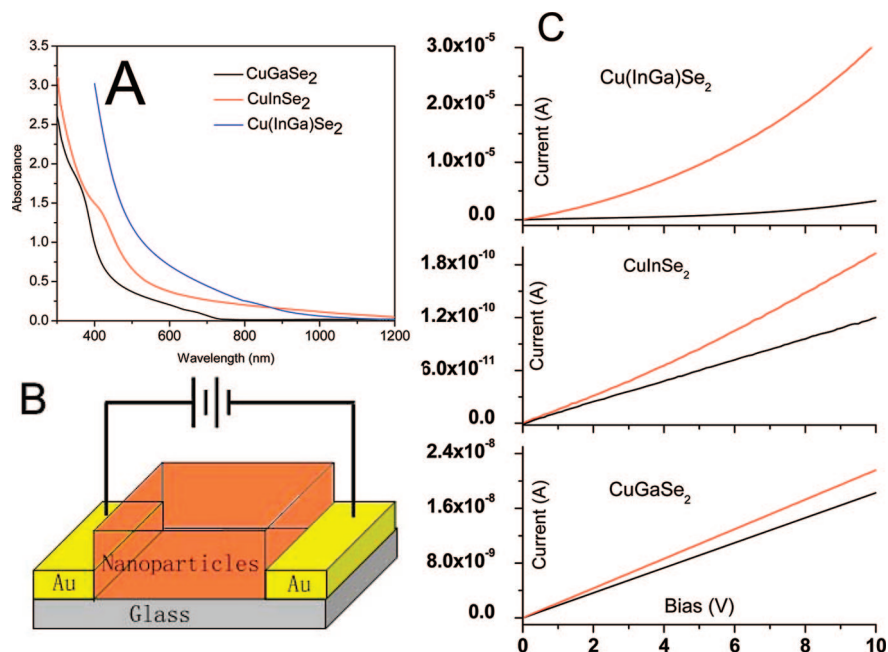 A
3.5
3.0
2.5
2.0
1.5
1.0
0.5
0.0
Absorbance
CuGaSe2
CuInSe2
Cu(InGa)Se2
400
600
800
1000
1200
Wavelength (nm)
B
Nanoparticles
Au
Au
Glass
C
3.0x10-5
2.0x10-5
1.0x10-5
0.0
Current (A)
Cu(InGa)Se2
1.8x10-10
1.2x10-10
6.0x10-11
0.0
Current (A)
CuInSe2
2.4x10-8
1.6x10-8
8.0x10-9
0.0
Current (A)
CuGaSe2
Bias (V)
0
2
4
6
8
10